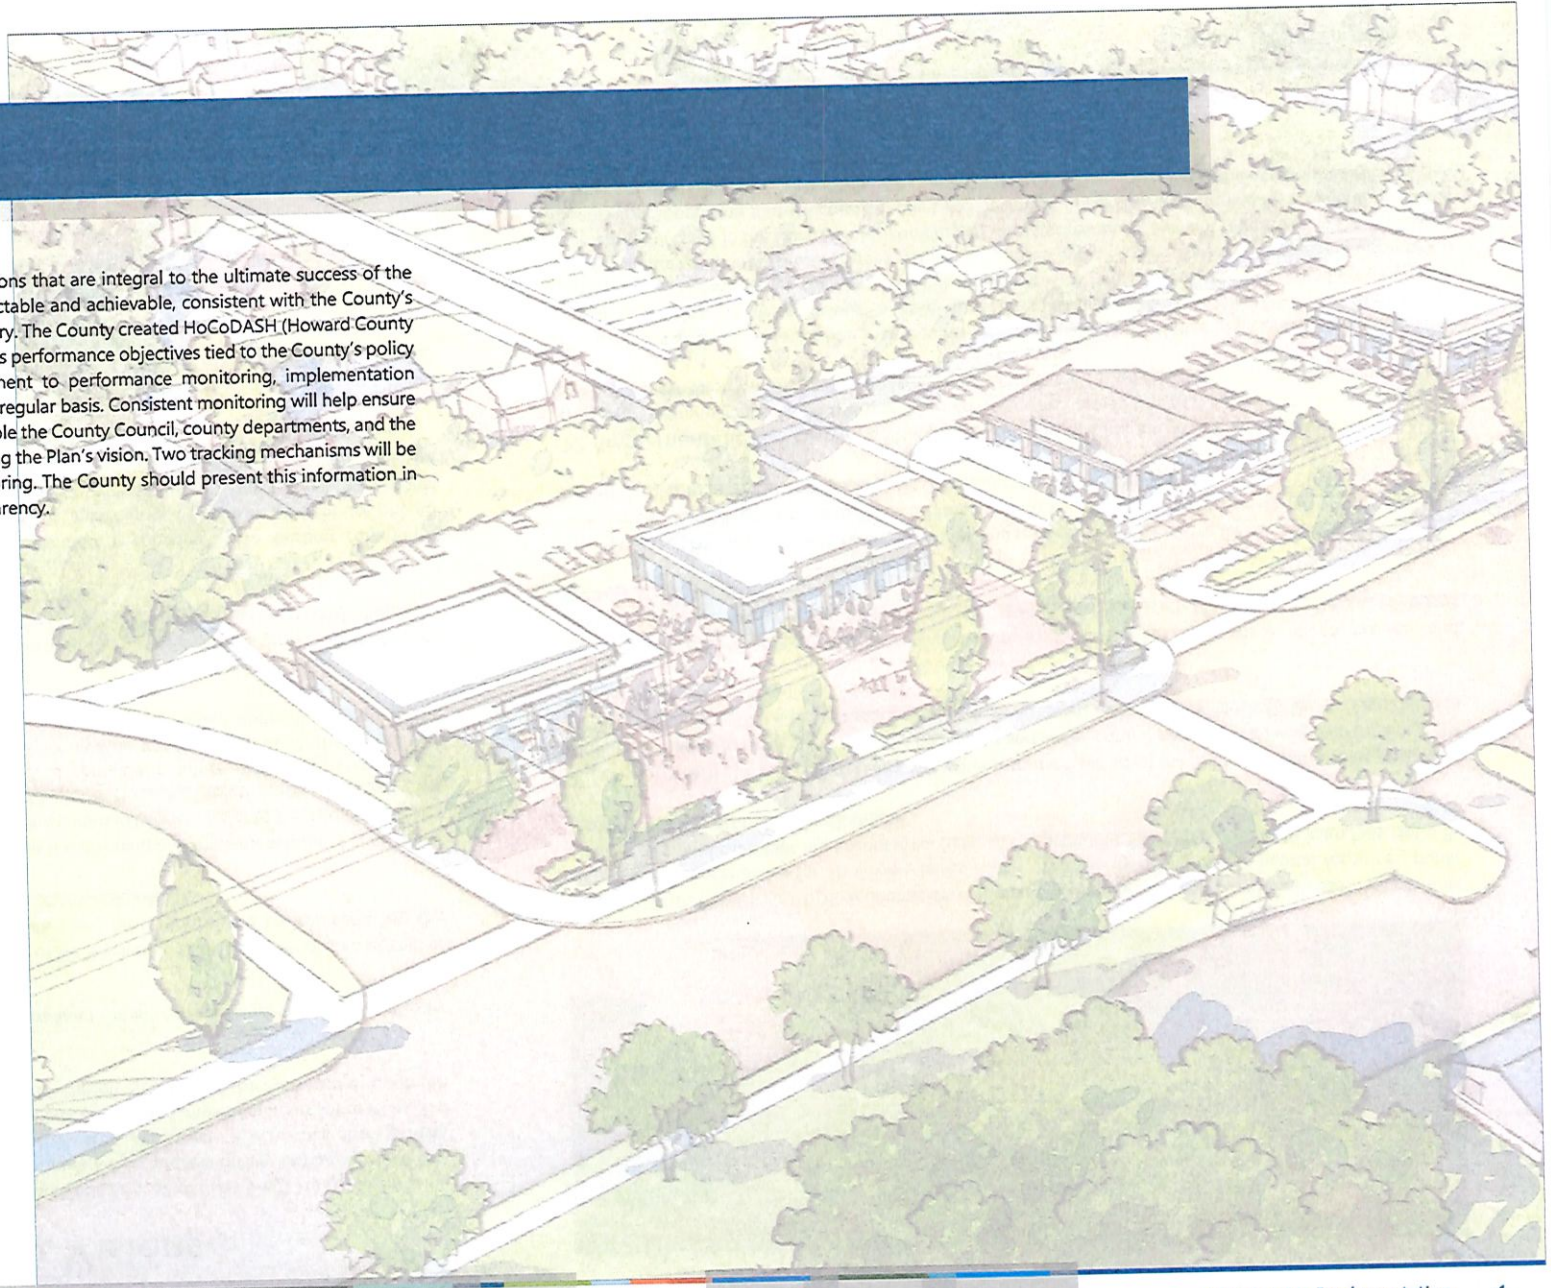 ons that are integral to the ultimate success of the
ctable and achievable, consistent with the County's
ry. The County created HoCoDASH (Howard County
s performance objectives tied to the County's policy
nent to performance monitoring, implementation
regular basis. Consistent monitoring will help ensure
ole the County Council, county departments, and the
g the Plan's vision. Two tracking mechanisms will be
ring. The County should present this information in
arency.